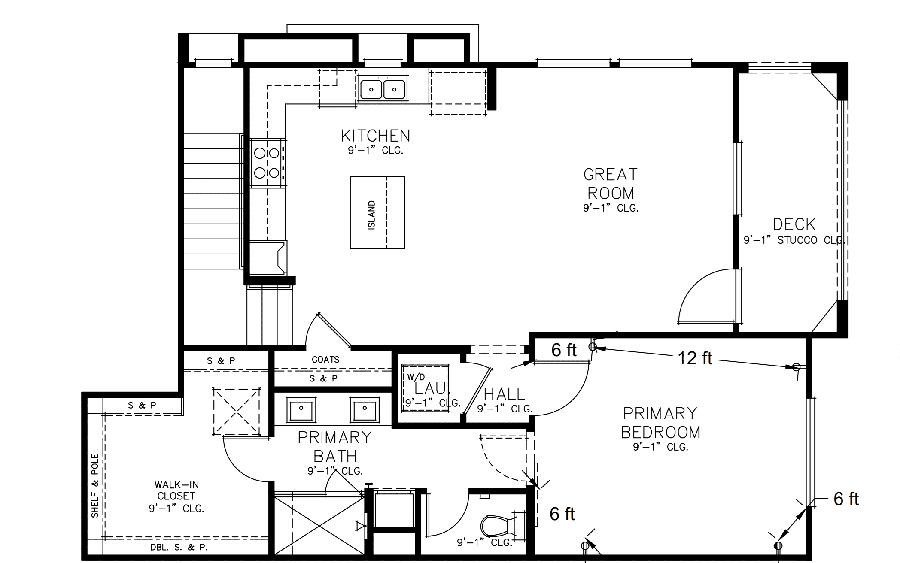 KITCHEN
9'-1" CLG.
GREAT
ROOM
9'-1" CLG.
ISLAND
DECK
9'-1" STUCCO CLG.
6 ft
12 ft
S & P
COATS
S & P
W/D
LAU.
9'-1" CLG.
HALL
9'-1" CLG.
S & P
PRIMARY
BEDROOM
9'-1" CLG.
PRIMARY
BATH
9'-1" CLG.
SHELF & POLE
WALK-IN
CLOSET
9'-1" CLG.
6 ft
6 ft
9'-1" CLG.
DBL. S. & P.